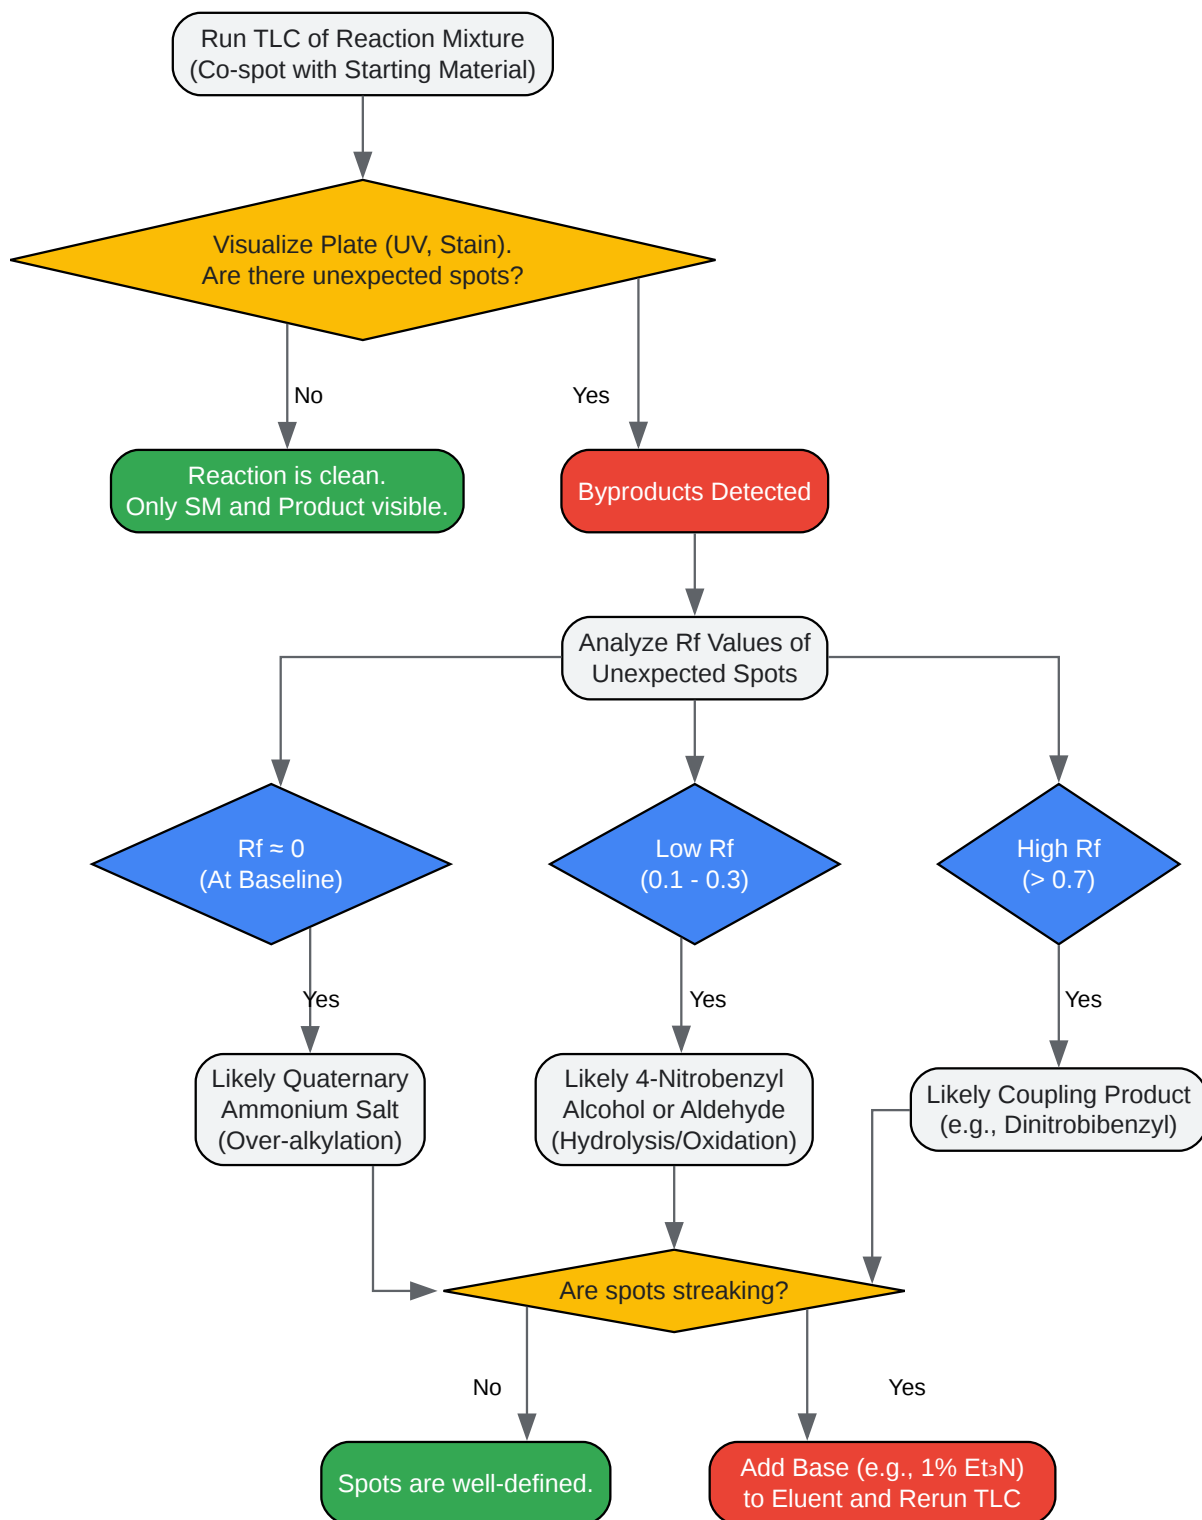 Run TLC of Reaction Mixture
(Co-spot with Starting Material)
Visualize Plate (UV, Stain).
Are there unexpected spots?
No
Yes
Reaction is clean.
Only SM and Product visible.
Byproducts Detected
Analyze Rf Values of
Unexpected Spots
Rf ≈ 0
(At Baseline)
Low Rf
(0.1 - 0.3)
High Rf
(> 0.7)
Yes
Yes
Yes
Likely Quaternary
Ammonium Salt
(Over-alkylation)
Likely 4-Nitrobenzyl
Alcohol or Aldehyde
(Hydrolysis/Oxidation)
Likely Coupling Product
(e.g., Dinitrobibenzyl)
Are spots streaking?
No
Yes
Spots are well-defined.
Add Base (e.g., 1% Et₃N)
to Eluent and Rerun TLC